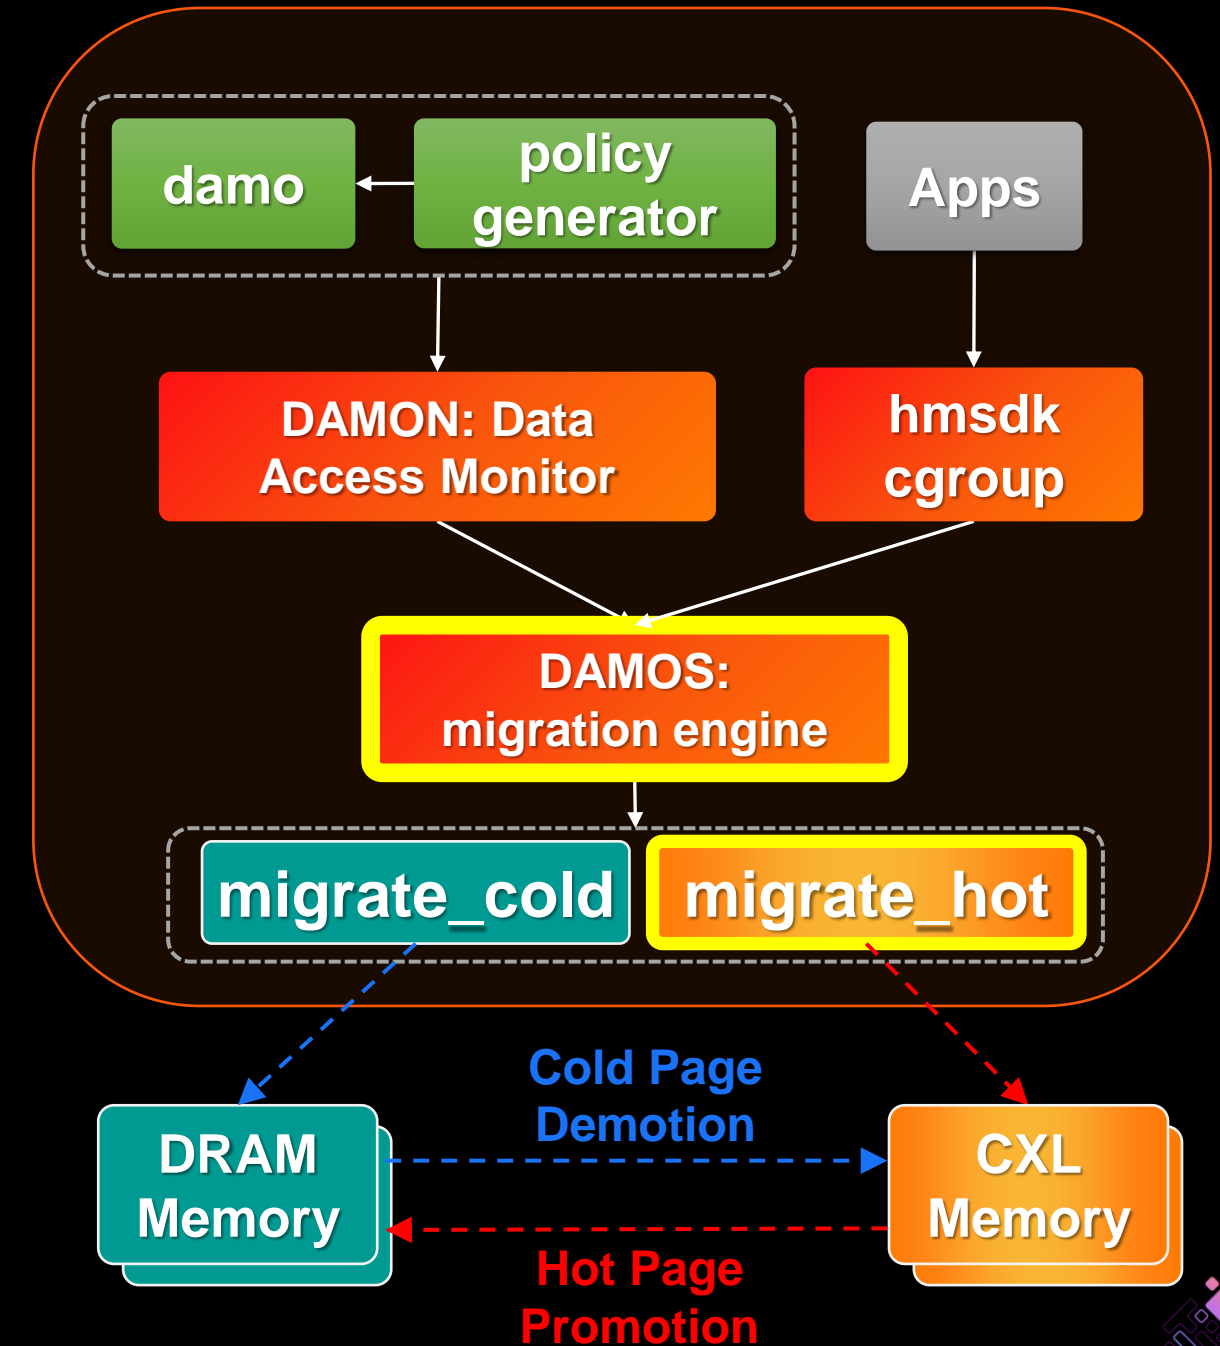 damo
policy
generator
Apps
DAMON: Data
Access Monitor
hmsdk
cgroup
DAMOS:
migration engine
migrate_cold
migrate_hot
Cold Page
Demotion
DRAM
Memory
CXL
Memory
Hot Page
Promotion